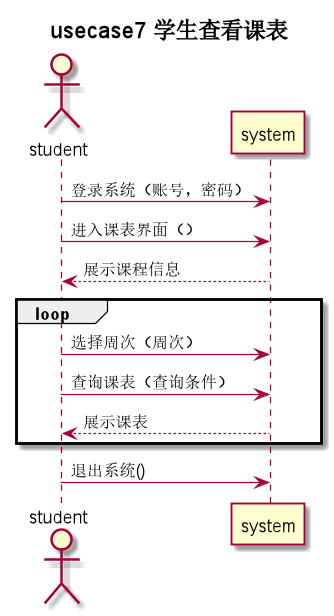 usecase7 学生查看课表
student
system
登录系统（账号，密码）
进入课表界面（）
展示课程信息
loop
选择周次（周次）
查询课表（查询条件）
展示课表
退出系统()
student
system